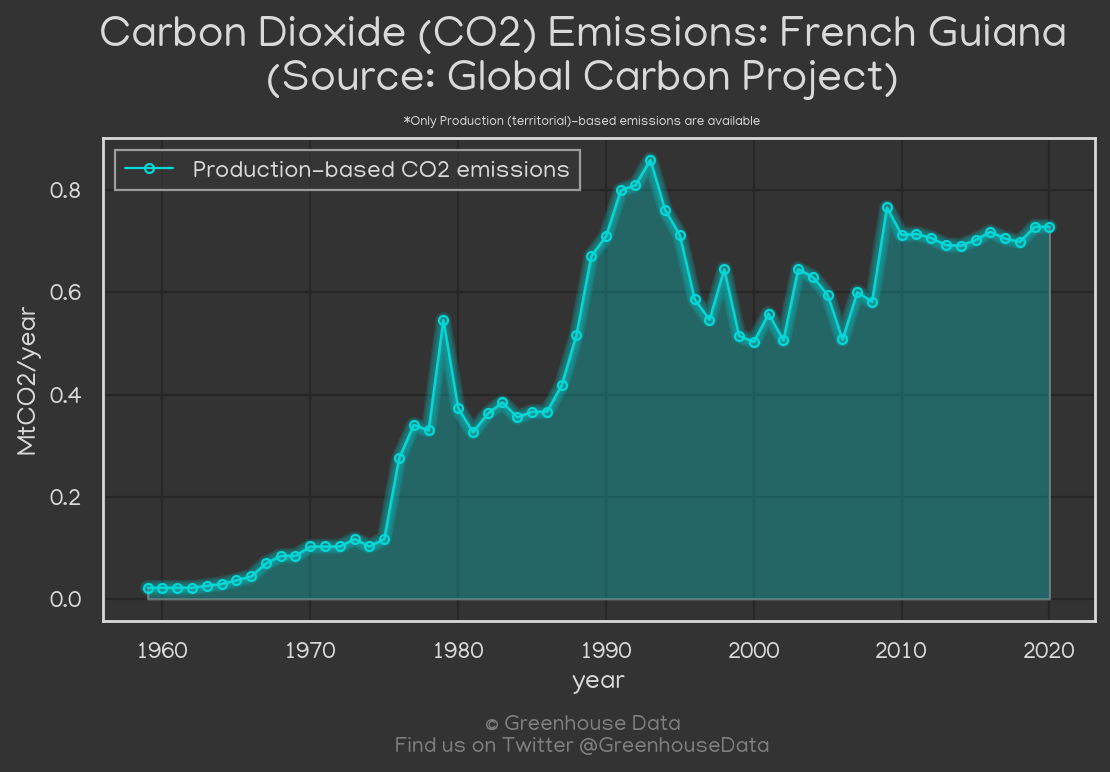 Carbon Dioxide (CO2) Emissions: French Guiana
(Source: Global Carbon Project)
*Only Production (territorial)-based emissions are available
Production-based CO2 emissions
0.8
0.6
0.4
0.2
0.0
MtCO2/year
1960 1970 1980 1990 2000 2010 2020
year
© Greenhouse Data
Find us on Twitter @GreenhouseData